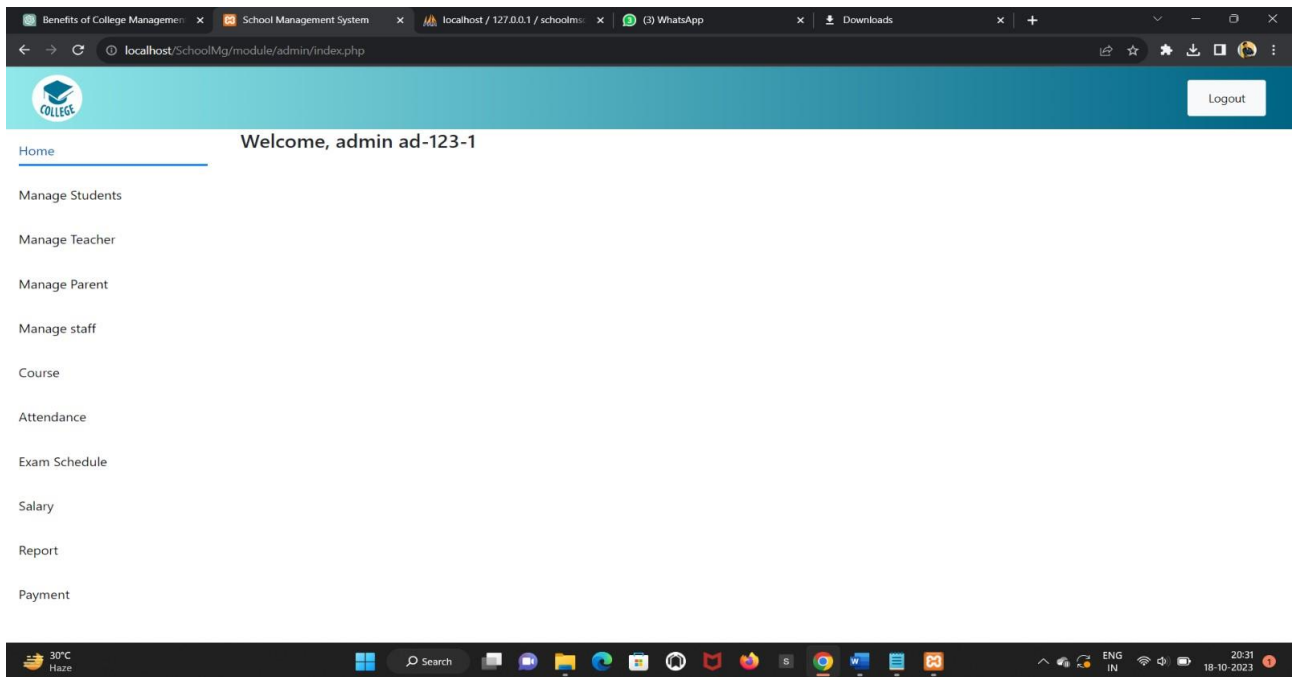 Benefits of College Managemen
School Management System
localhost / 127.0.0.1 / schoolms
(3) WhatsApp
Downloads
localhost/SchoolMg/module/admin/index.php
COLLEGE
Logout
Home
Welcome, admin ad-123-1
Manage Students
Manage Teacher
Manage Parent
Manage staff
Course
Attendance
Exam Schedule
Salary
Report
Payment
30°C
Haze
Search
ENG
IN
20:31
18-10-2023
1